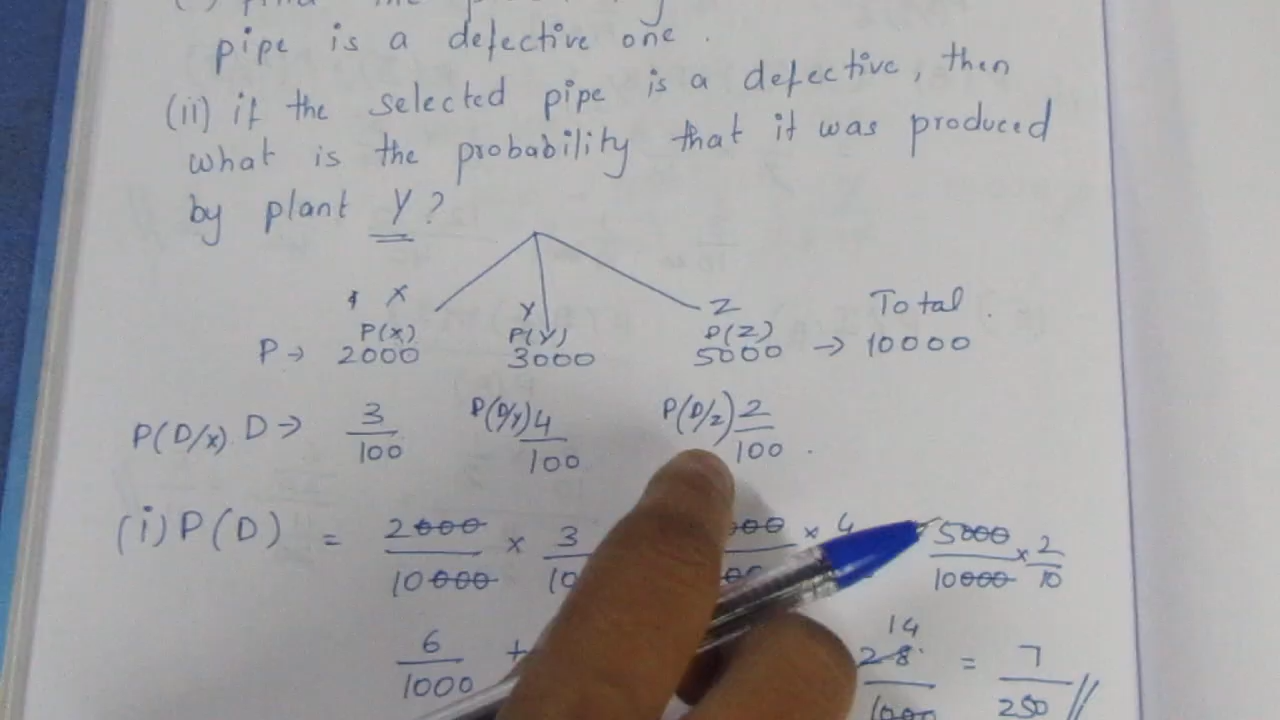 pipe is a defective one.
(ii) if the selected pipe is a defective, then
what is the probability that it was produced
by plant Y?
X Y Z Total.
P(X) P(Y) P(Z)
P → 2000 3000 5000 → 10000
P(D/X) D → 3/100 P(D/Y) 4/100 P(D/Z) 2/100.
(i) P(D) = 2000/10000 × 3/10 × 4 5000/10000 × 2/10
6/1000 + 14 28/1000 = 7/250 //